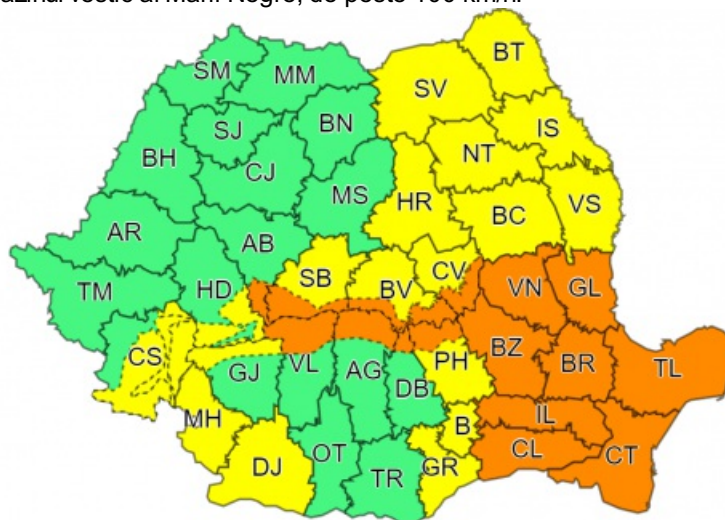 bazinul vestic al Mării Negre, de peste 100 km/h.
BT
SM
MM
SV
BN
IS
SJ
NT
BH
CJ
MS
HR
BC
VS
AR
AB
SB
BV
CV
TM
HD
VN
GL
CS
GJ
VL
AG
DB
PH
BZ
BR
TL
MH
B
IL
OT
DJ
TR
GR
CL
CT